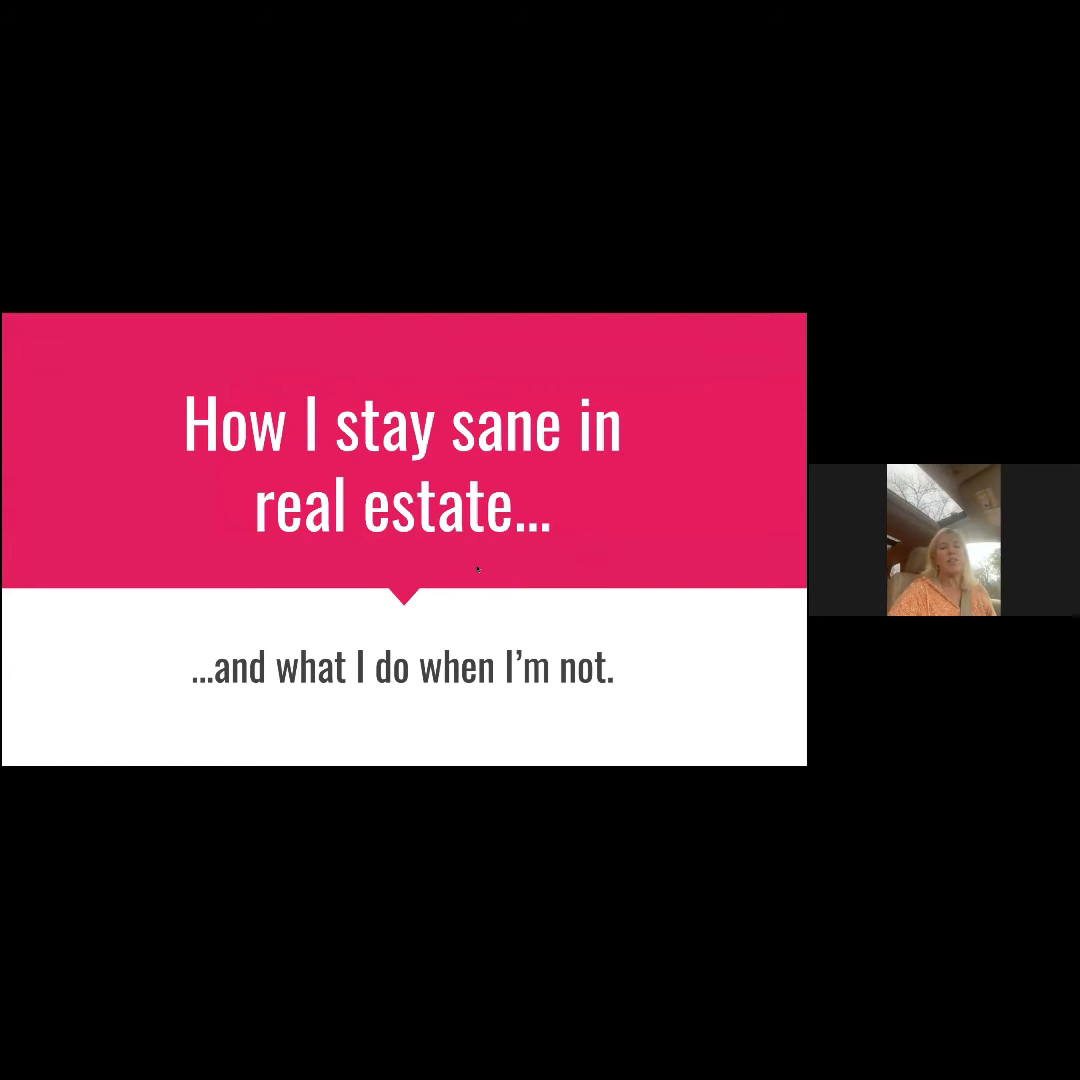 How I stay sane in
real estate...
...and what I do when I’m not.